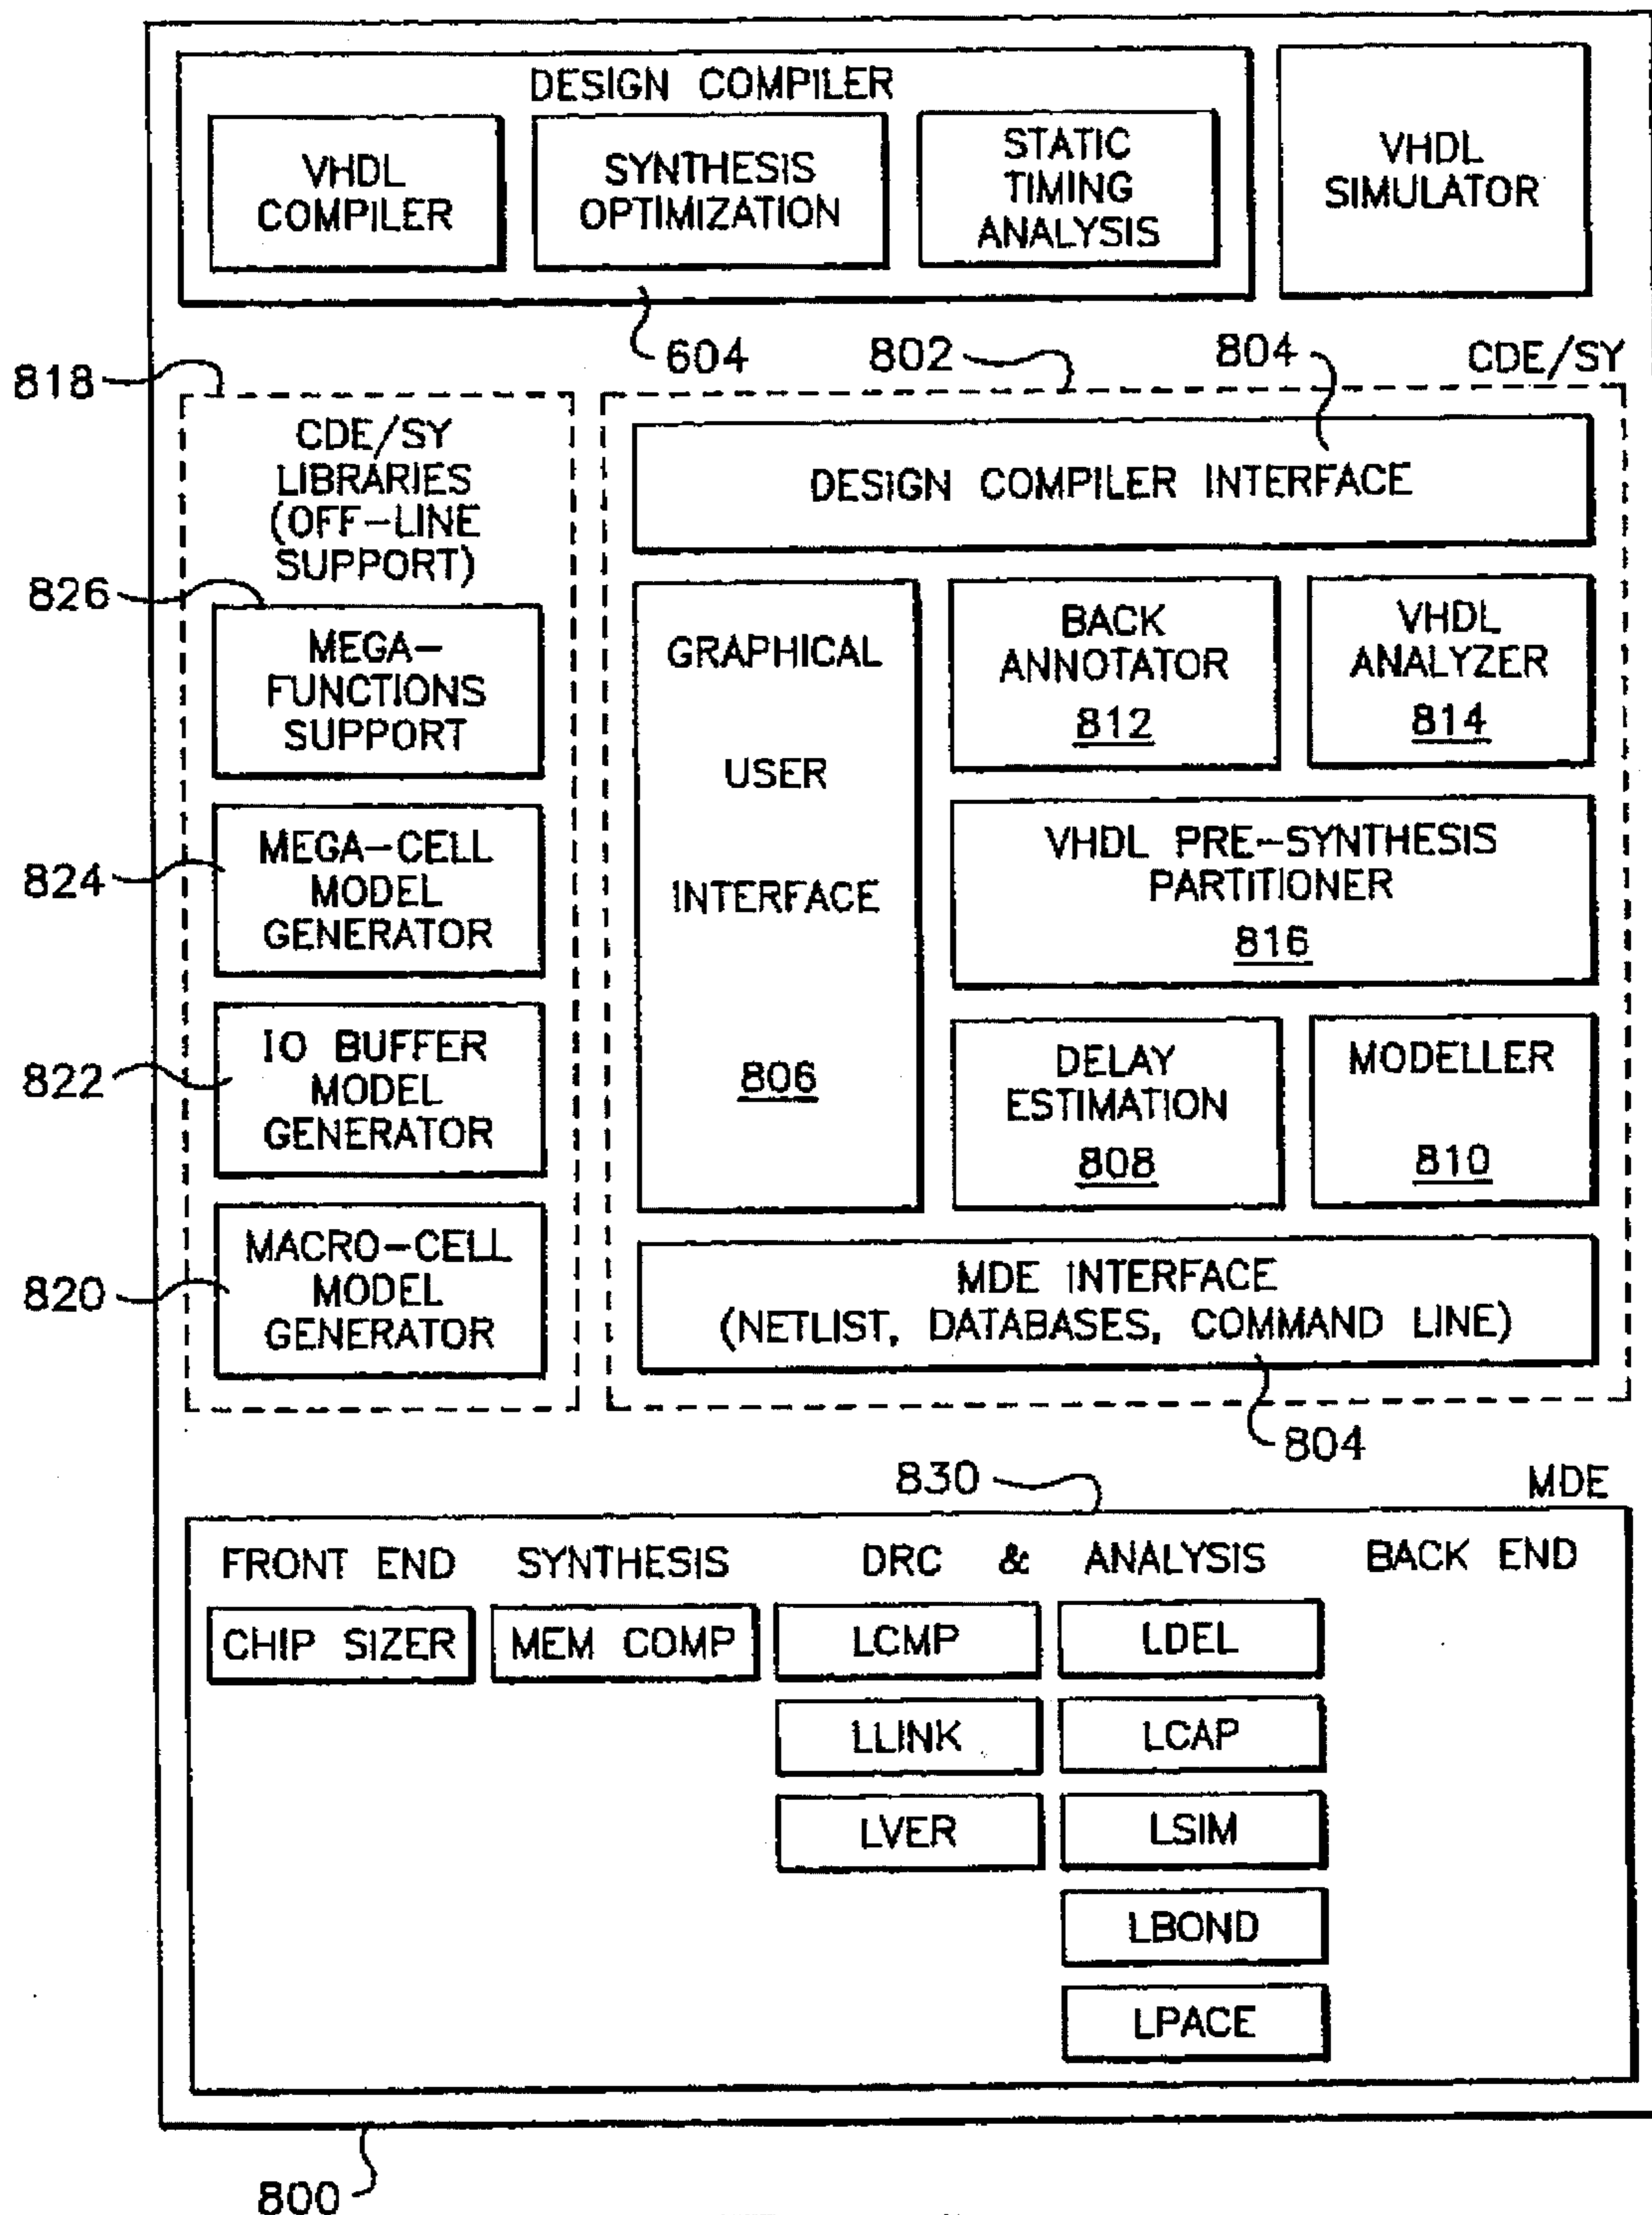 DESIGN COMPILER
VHDL
COMPILER
SYNTHESIS
OPTIMIZATION
STATIC
TIMING
ANALYSIS
VHDL
SIMULATOR
604
802
804
CDE/SY
818
CDE/SY
LIBRARIES
(OFF-LINE
SUPPORT)
826
MEGA-
FUNCTIONS
SUPPORT
824
MEGA-CELL
MODEL
GENERATOR
822
IO BUFFER
MODEL
GENERATOR
820
MACRO-CELL
MODEL
GENERATOR
DESIGN COMPILER INTERFACE
GRAPHICAL
USER
INTERFACE
806
BACK
ANNOTATOR
812
VHDL
ANALYZER
814
VHDL PRE-SYNTHESIS
PARTITIONER
816
DELAY
ESTIMATION
808
MODELLER
810
MDE INTERFACE
(NETLIST, DATABASES, COMMAND LINE)
804
830
MDE
FRONT END
SYNTHESIS
DRC & ANALYSIS
BACK END
CHIP SIZER
MEM COMP
LCMP
LDEL
LLINK
LCAP
LVER
LSIM
LBOND
LPACE
800